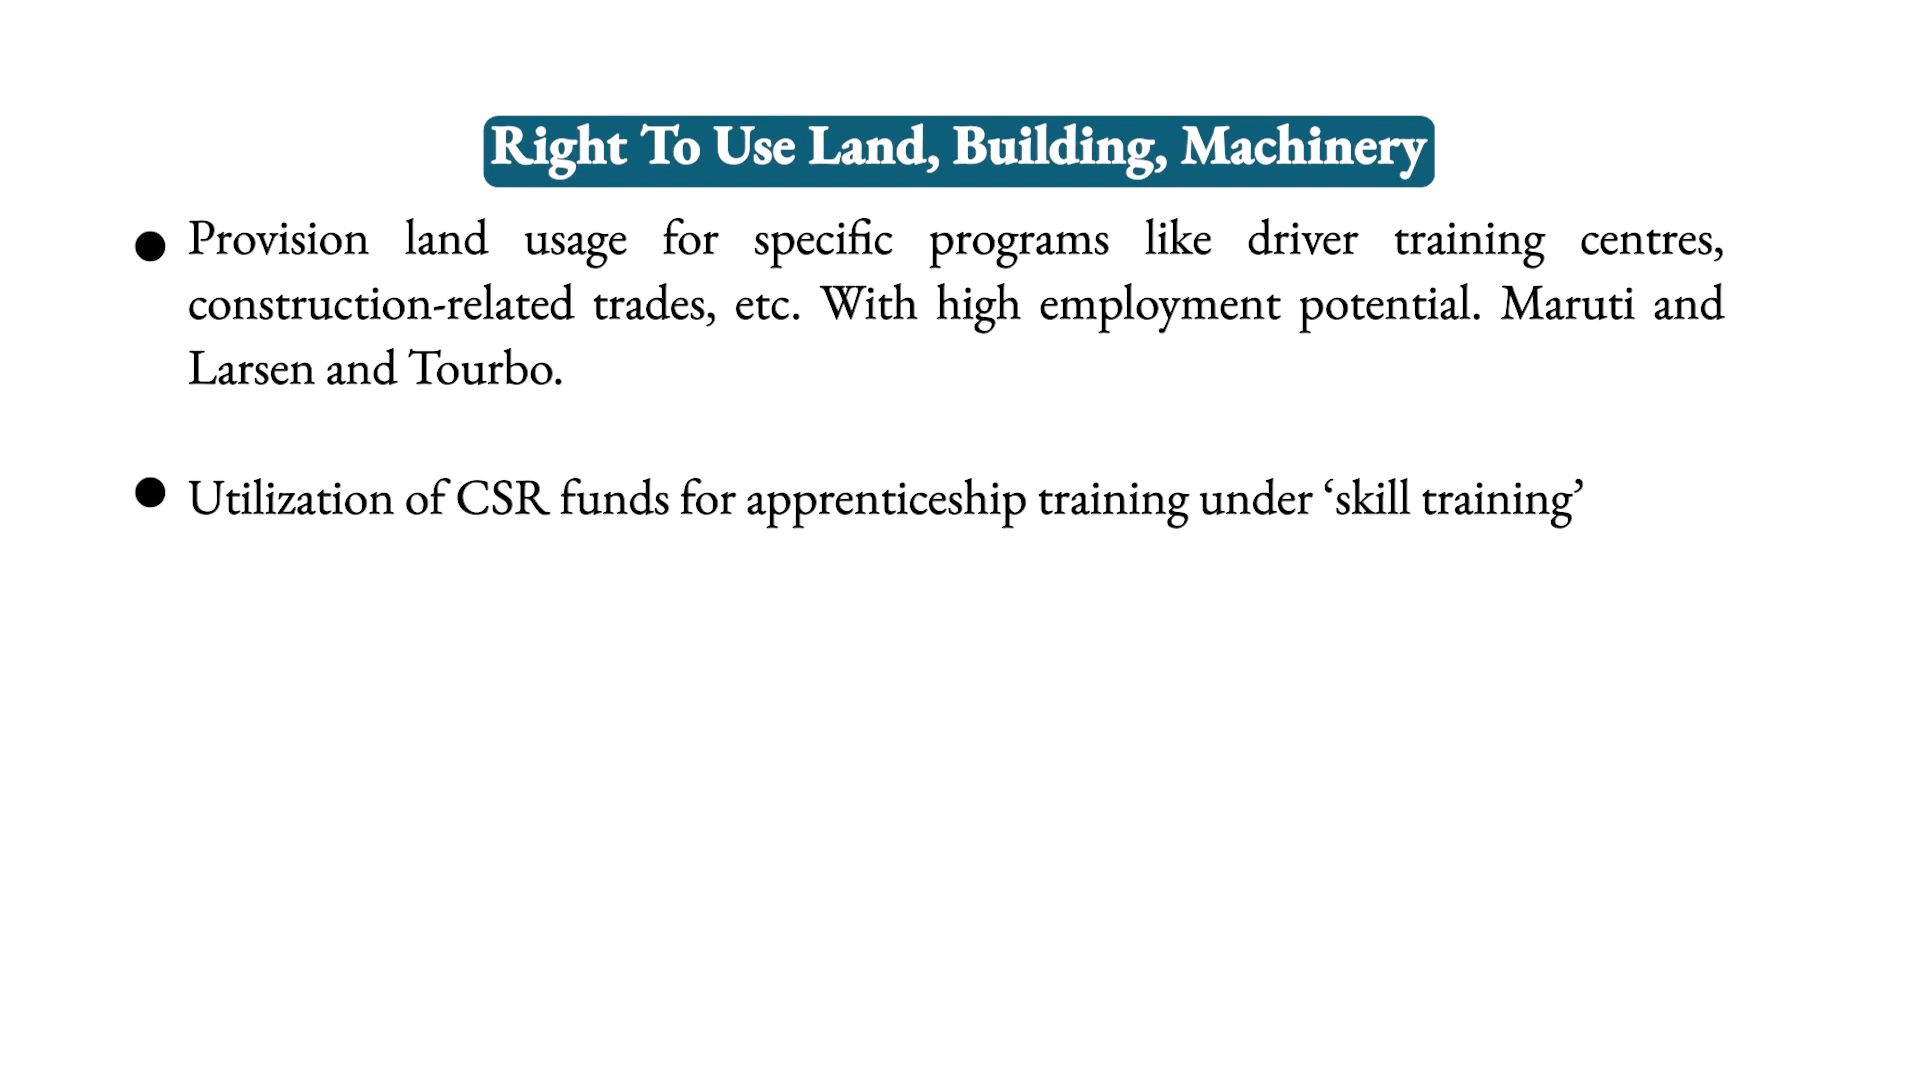 Right To Use Land, Building, Machinery
● Provision land usage for specific programs like driver training centres,
construction-related trades, etc. With high employment potential. Maruti and
Larsen and Tourbo.
● Utilization of CSR funds for apprenticeship training under ‘skill training’